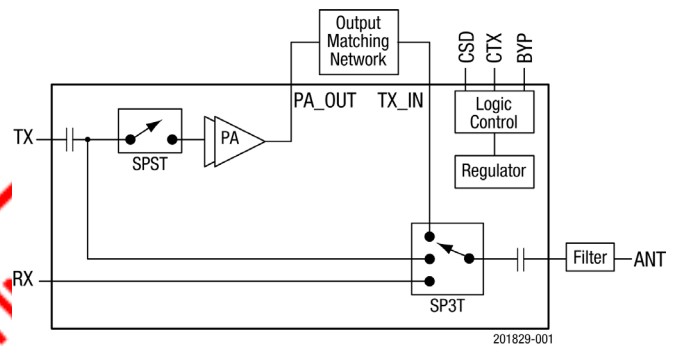 Output
Matching
Network
CSD
CTX
BYP
PA_OUT
TX_IN
Logic
Control
TX
PA
SPST
Regulator
RX
SP3T
Filter
ANT
201829-001